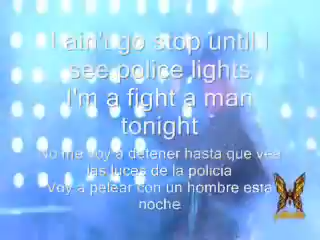 I ain't go stop until I
see police lights
I'm a fight a man
tonight
No me voy a detener hasta que vea
las luces de la policia
Voy a pelear con un hombre esta
noche